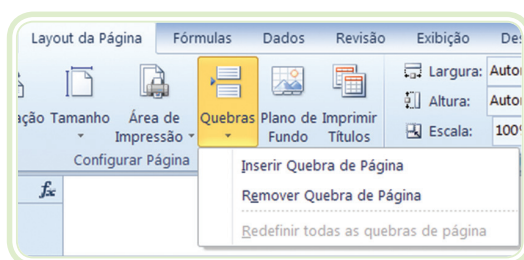 Layout da Página Fórmulas Dados Revisão Exibição
Largura:
Altura:
Tamanho Área de Impressão Quebras Plano de Fundo Imprimir Títulos Escala: 100%
Configurar Página
fx
Inserir Quebra de Página
Remover Quebra de Página
Redefinir todas as quebras de página